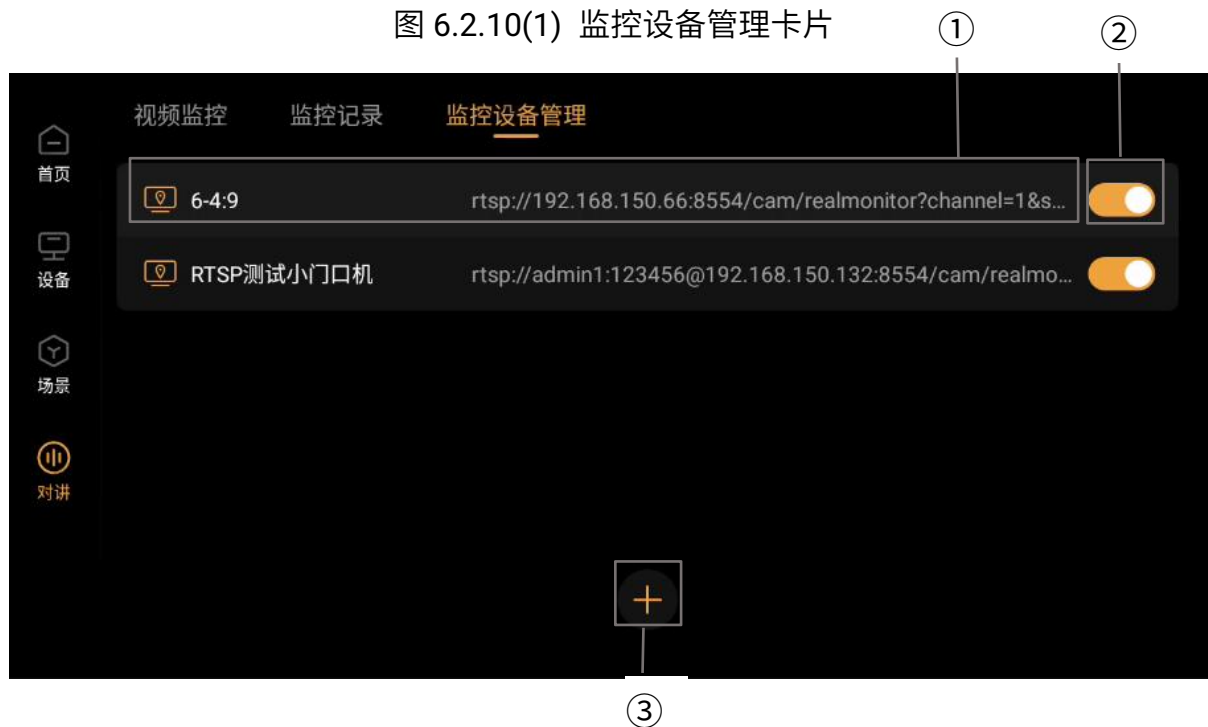 图 6.2.10(1) 监控设备管理卡片
① ②
视频监控 监控记录 监控设备管理
首页
6-4:9 rtsp://192.168.150.66:8554/cam/realmonitor?channel=1&s...
设备
RTSP测试小门口机 rtsp://admin1:123456@192.168.150.132:8554/cam/realmo...
场景
对讲
③